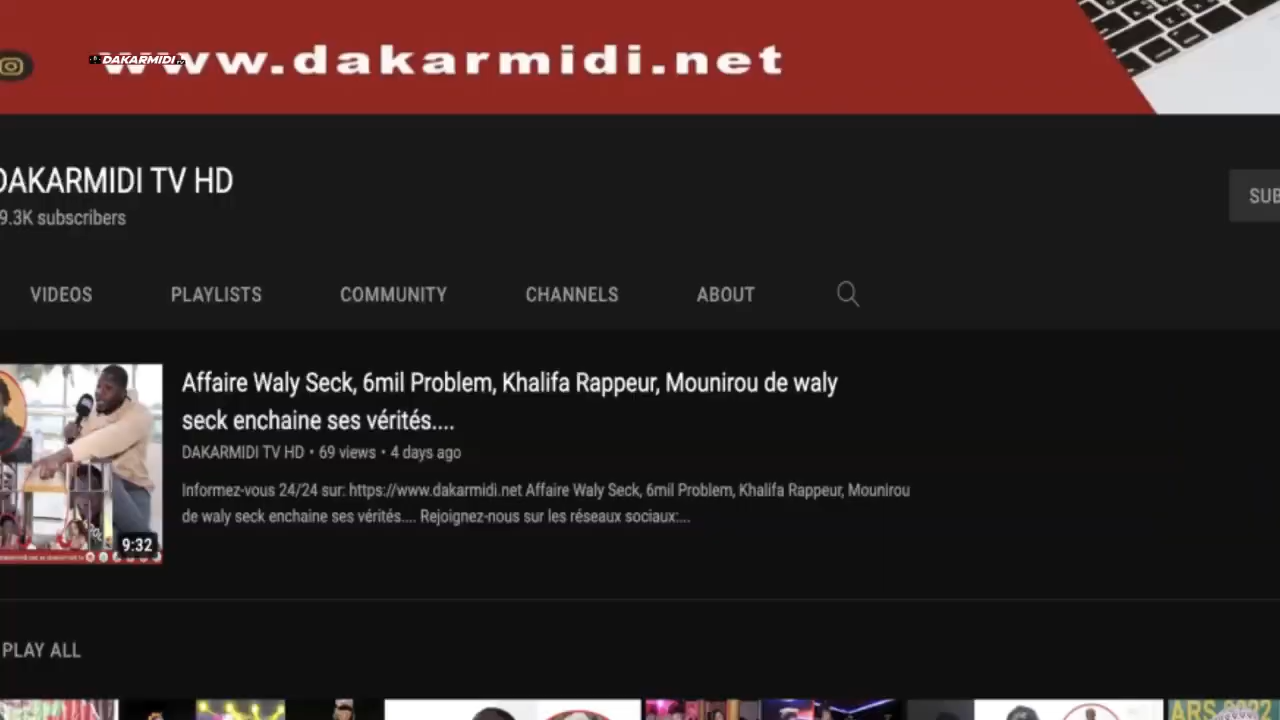 www.dakarmidi.net
DAKARMIDI
DAKARMIDI TV HD
9.3K subscribers
SUB
VIDEOS PLAYLISTS COMMUNITY CHANNELS ABOUT
Affaire Waly Seck, 6mil Problem, Khalifa Rappeur, Mounirou de waly
seck enchaine ses vérités....
DAKARMIDI TV HD • 69 views • 4 days ago
Informez-vous 24/24 sur: https://www.dakarmidi.net Affaire Waly Seck, 6mil Problem, Khalifa Rappeur, Mounirou
de waly seck enchaine ses vérités.... Rejoignez-nous sur les réseaux sociaux:...
9:32
PLAY ALL